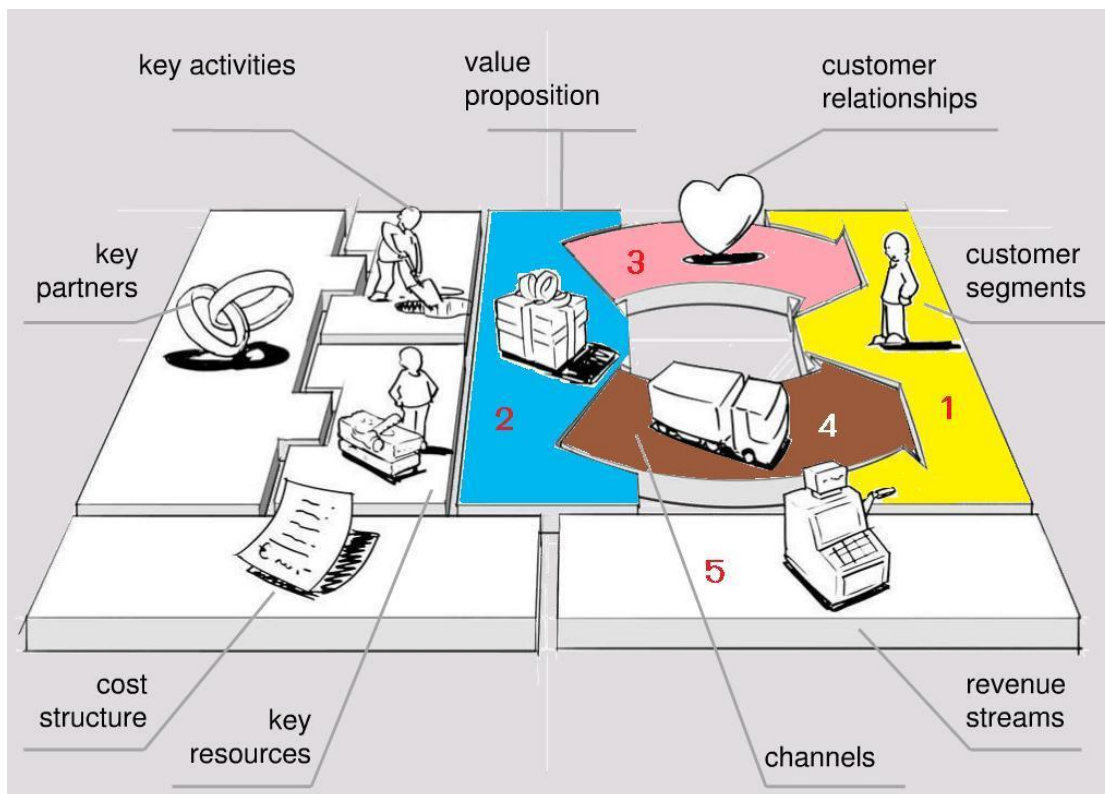 key activities
value
proposition
customer
relationships
key
partners
customer
segments
3
2
4
1
5
cost
structure
key
resources
channels
revenue
streams